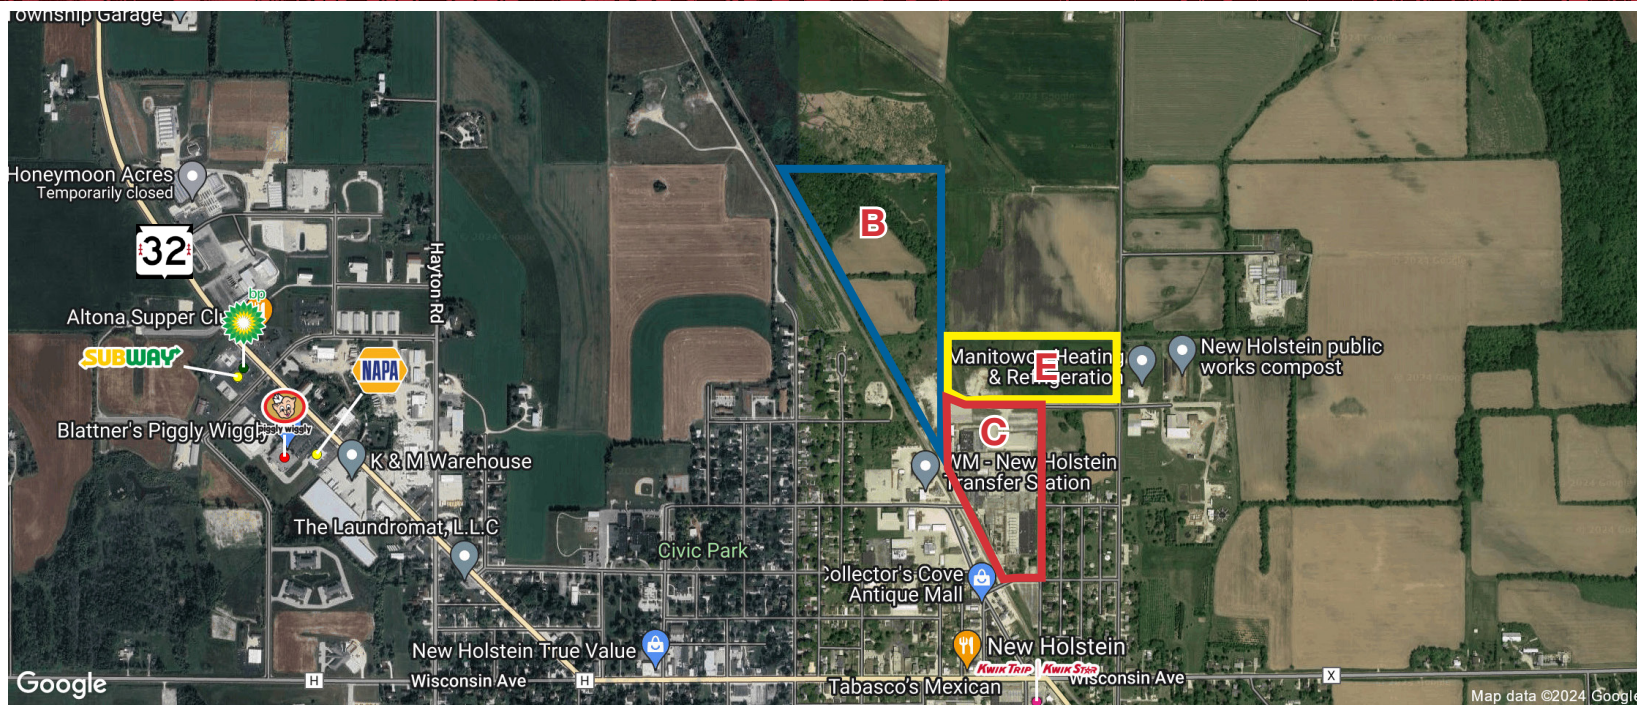 Township Garage
Honeymoon Acres
Temporarily closed
32
Hayton Rd
bp
Altona Supper Clu
SUBWAY
NAPA
piggly wiggly
Blattner's Piggly Wiggly
K & M Warehouse
The Laundromat, L.L.C
Civic Park
B
E
Manitowoc Heating
& Refrigeration
New Holstein public
works compost
C
WM - New Holstein
Transfer Station
Collector's Cove
Antique Mall
New Holstein True Value
New Holstein
KWIK TRIP KWIK STAR
Tabasco's Mexican
H
Wisconsin Ave
H
Wisconsin Ave
X
Google
Map data ©2024 Google